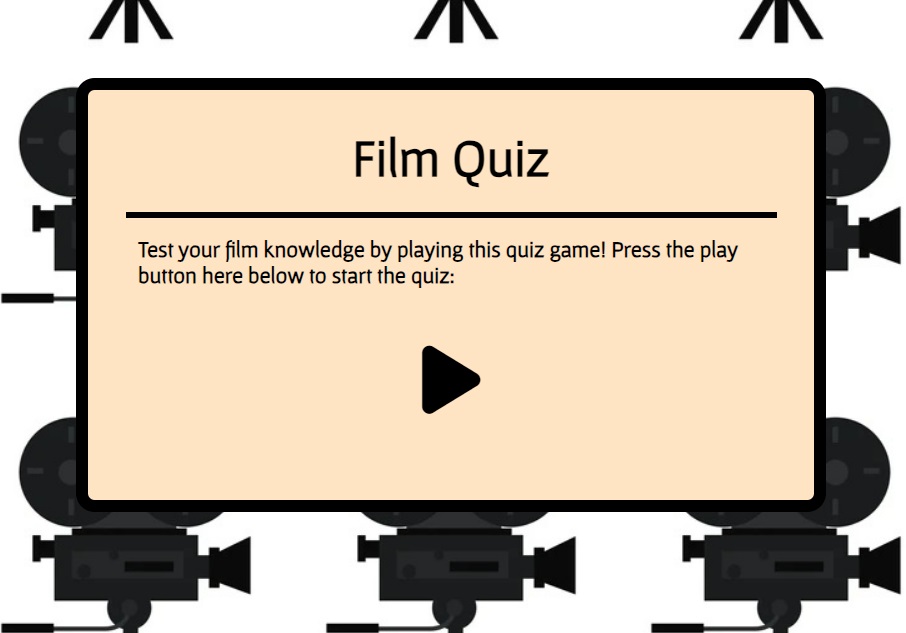 Film Quiz
Test your film knowledge by playing this quiz game! Press the play
button here below to start the quiz: